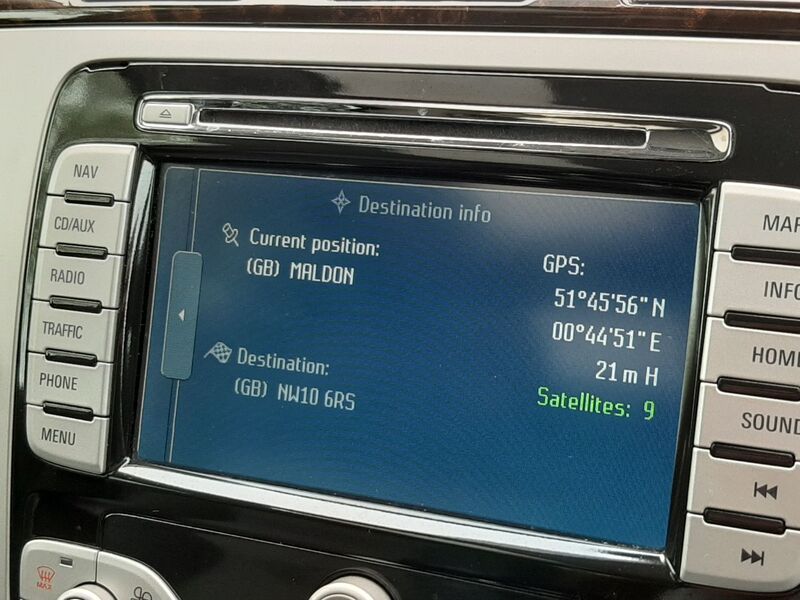 NAV
CD/AUX
RADIO
TRAFFIC
PHONE
MENU
Destination info
Current position:
(GB) MALDON
Destination:
(GB) NW10 6RS
GPS:
51°45'56" N
00°44'51" E
21 m H
Satellites: 9
MAP
INFO
HOME
SOUND
MAX